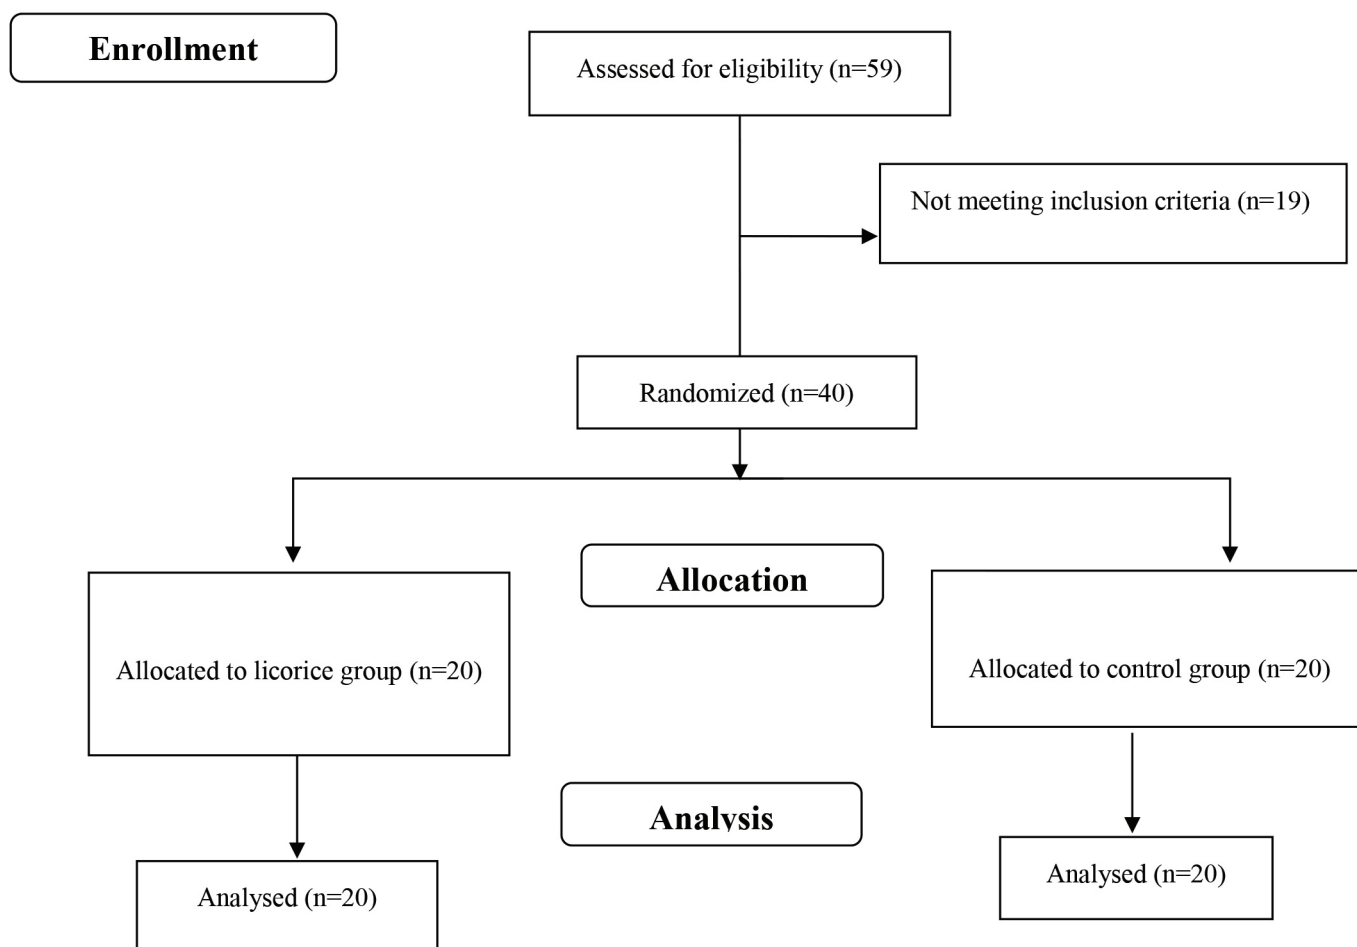 Enrollment
Assessed for eligibility (n=59)
Not meeting inclusion criteria (n=19)
Randomized (n=40)
Allocation
Allocated to licorice group (n=20)
Allocated to control group (n=20)
Analysis
Analysed (n=20)
Analysed (n=20)